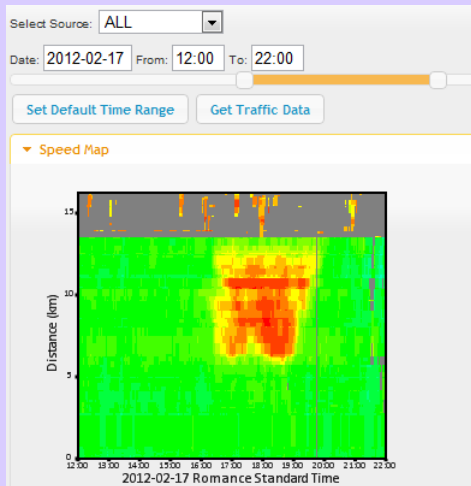 Select Source: ALL
Date: 2012-02-17 From: 12:00 To: 22:00
Set Default Time Range Get Traffic Data
Speed Map
15
10
5
0
Distance (km)
12:00 13:00 14:00 15:00 16:00 17:00 18:00 19:00 20:00 21:00 22:00
2012-02-17 Romance Standard Time